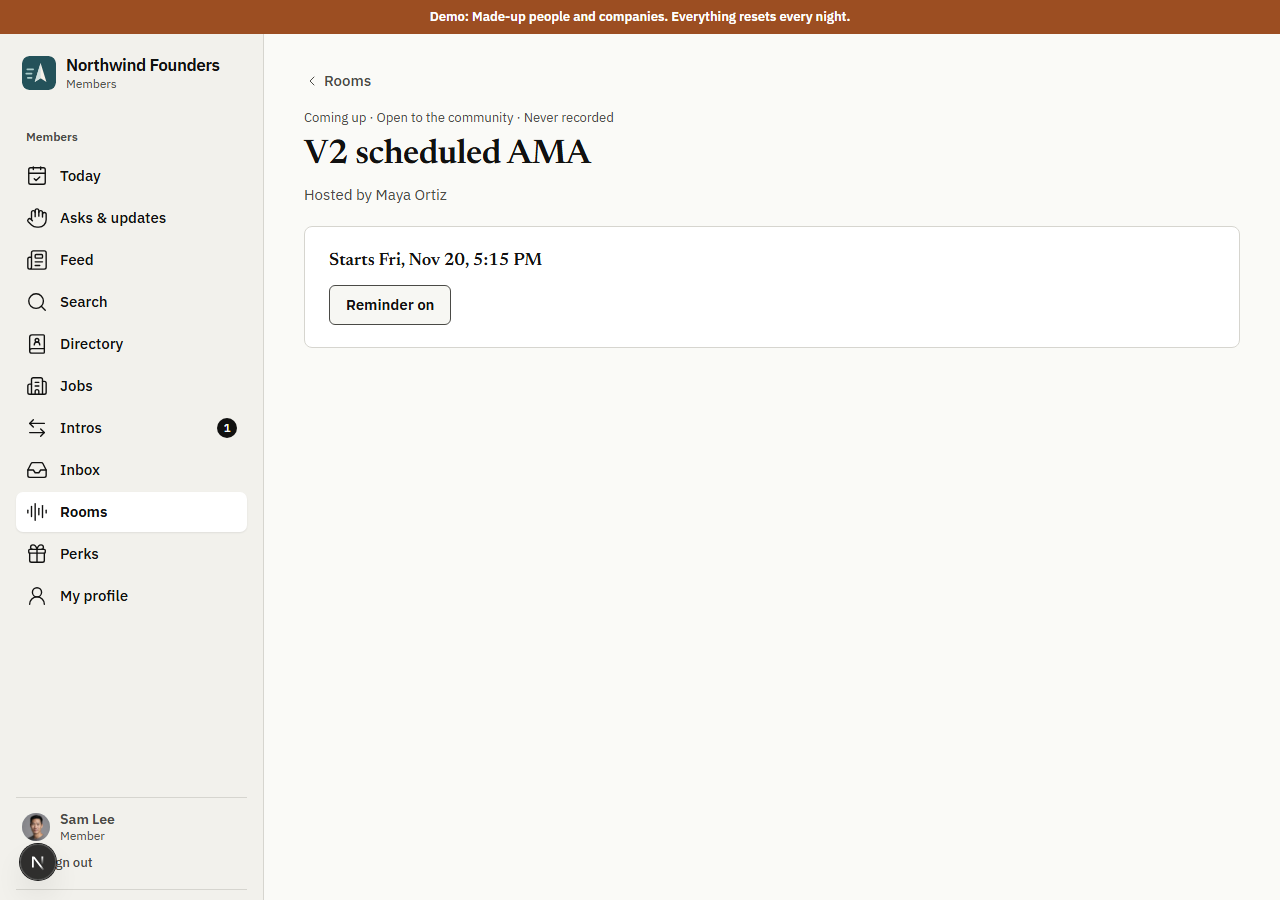 Demo: Made-up people and companies. Everything resets every night.
Northwind Founders
Members
Members
Today
Asks & updates
Feed
Search
Directory
Jobs
Intros
1
Inbox
Rooms
Perks
My profile
Sam Lee
Member
N
gn out
Rooms
Coming up · Open to the community · Never recorded
V2 scheduled AMA
Hosted by Maya Ortiz
Starts Fri, Nov 20, 5:15 PM
Reminder on